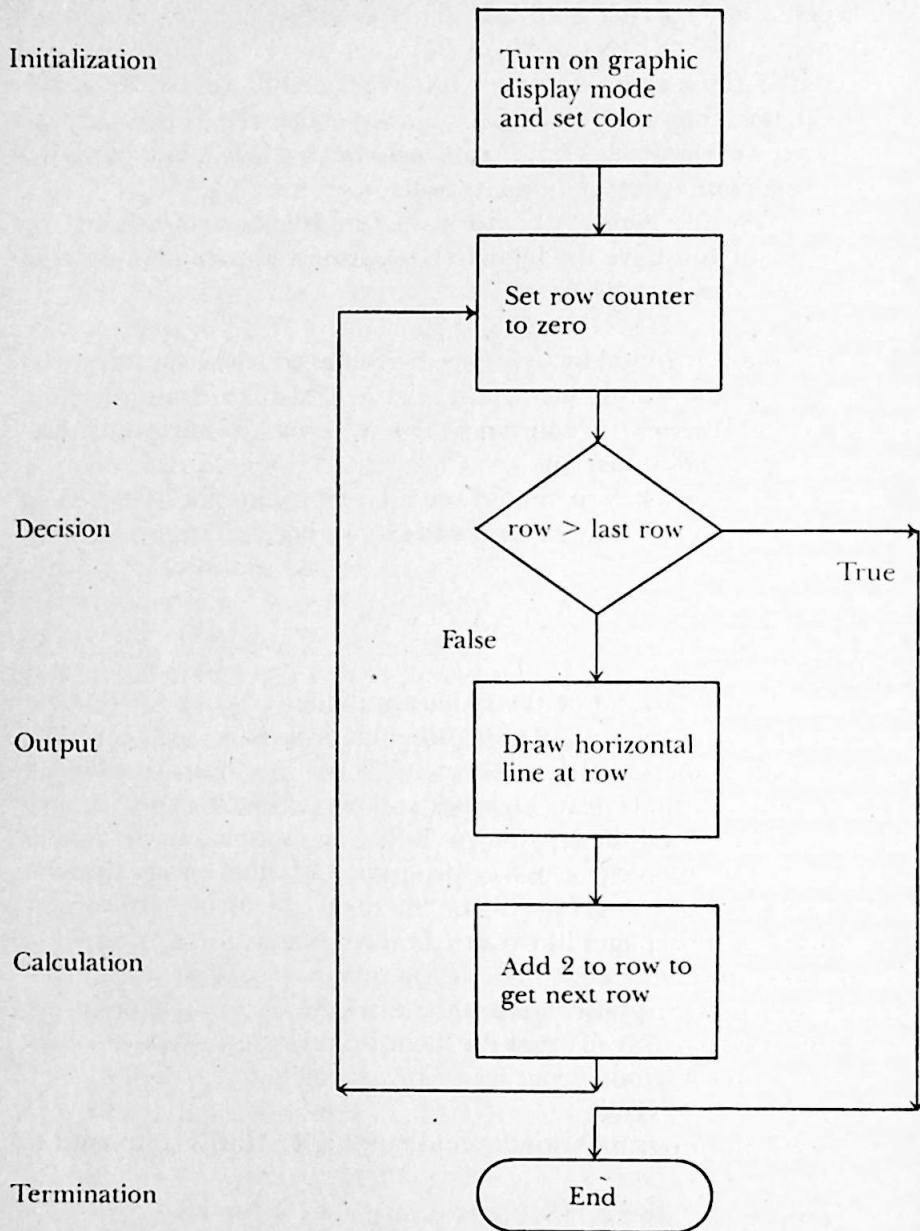 Initialization
Turn on graphic
display mode
and set color
Set row counter
to zero
Decision
row > last row
True
False
Output
Draw horizontal
line at row
Calculation
Add 2 to row to
get next row
Termination
End